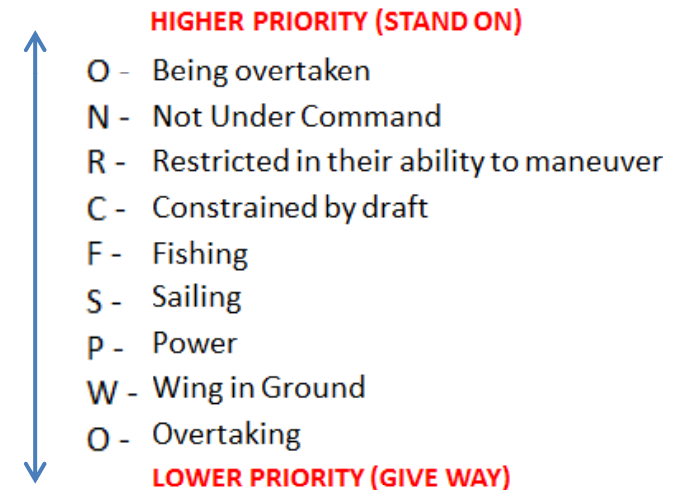 HIGHER PRIORITY (STAND ON)
O - Being overtaken
N - Not Under Command
R - Restricted in their ability to maneuver
C - Constrained by draft
F - Fishing
S - Sailing
P - Power
W - Wing in Ground
O - Overtaking
LOWER PRIORITY (GIVE WAY)